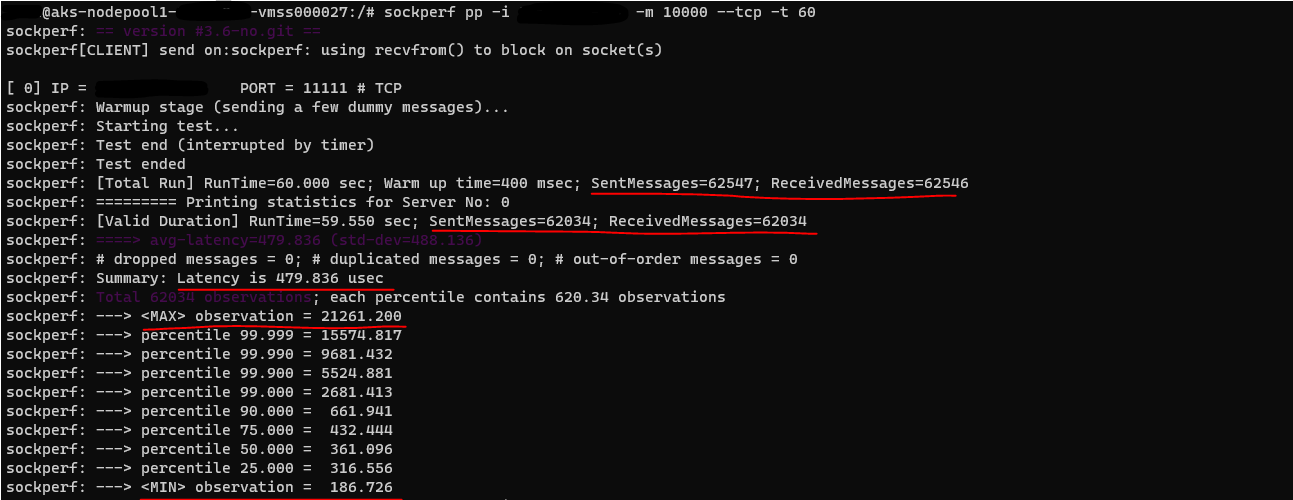 @aks-nodepool1- -vmss000027:/# sockperf pp -i -m 10000 --tcp -t 60
sockperf: == version #3.6-no.git ==
sockperf[CLIENT] send on:sockperf: using recvfrom() to block on socket(s)
[ 0] IP = PORT = 11111 # TCP
sockperf: Warmup stage (sending a few dummy messages)...
sockperf: Starting test...
sockperf: Test end (interrupted by timer)
sockperf: Test ended
sockperf: [Total Run] RunTime=60.000 sec; Warm up time=400 msec; SentMessages=62547; ReceivedMessages=62546
sockperf: ========= Printing statistics for Server No: 0
sockperf: [Valid Duration] RunTime=59.550 sec; SentMessages=62034; ReceivedMessages=62034
sockperf: ====> avg-latency=479.836 (std-dev=488.136)
sockperf: # dropped messages = 0; # duplicated messages = 0; # out-of-order messages = 0
sockperf: Summary: Latency is 479.836 usec
sockperf: Total 62034 observations; each percentile contains 620.34 observations
sockperf: ---> <MAX> observation = 21261.200
sockperf: ---> percentile 99.999 = 15574.817
sockperf: ---> percentile 99.990 = 9681.432
sockperf: ---> percentile 99.900 = 5524.881
sockperf: ---> percentile 99.000 = 2681.413
sockperf: ---> percentile 90.000 = 661.941
sockperf: ---> percentile 75.000 = 432.444
sockperf: ---> percentile 50.000 = 361.096
sockperf: ---> percentile 25.000 = 316.556
sockperf: ---> <MIN> observation = 186.726